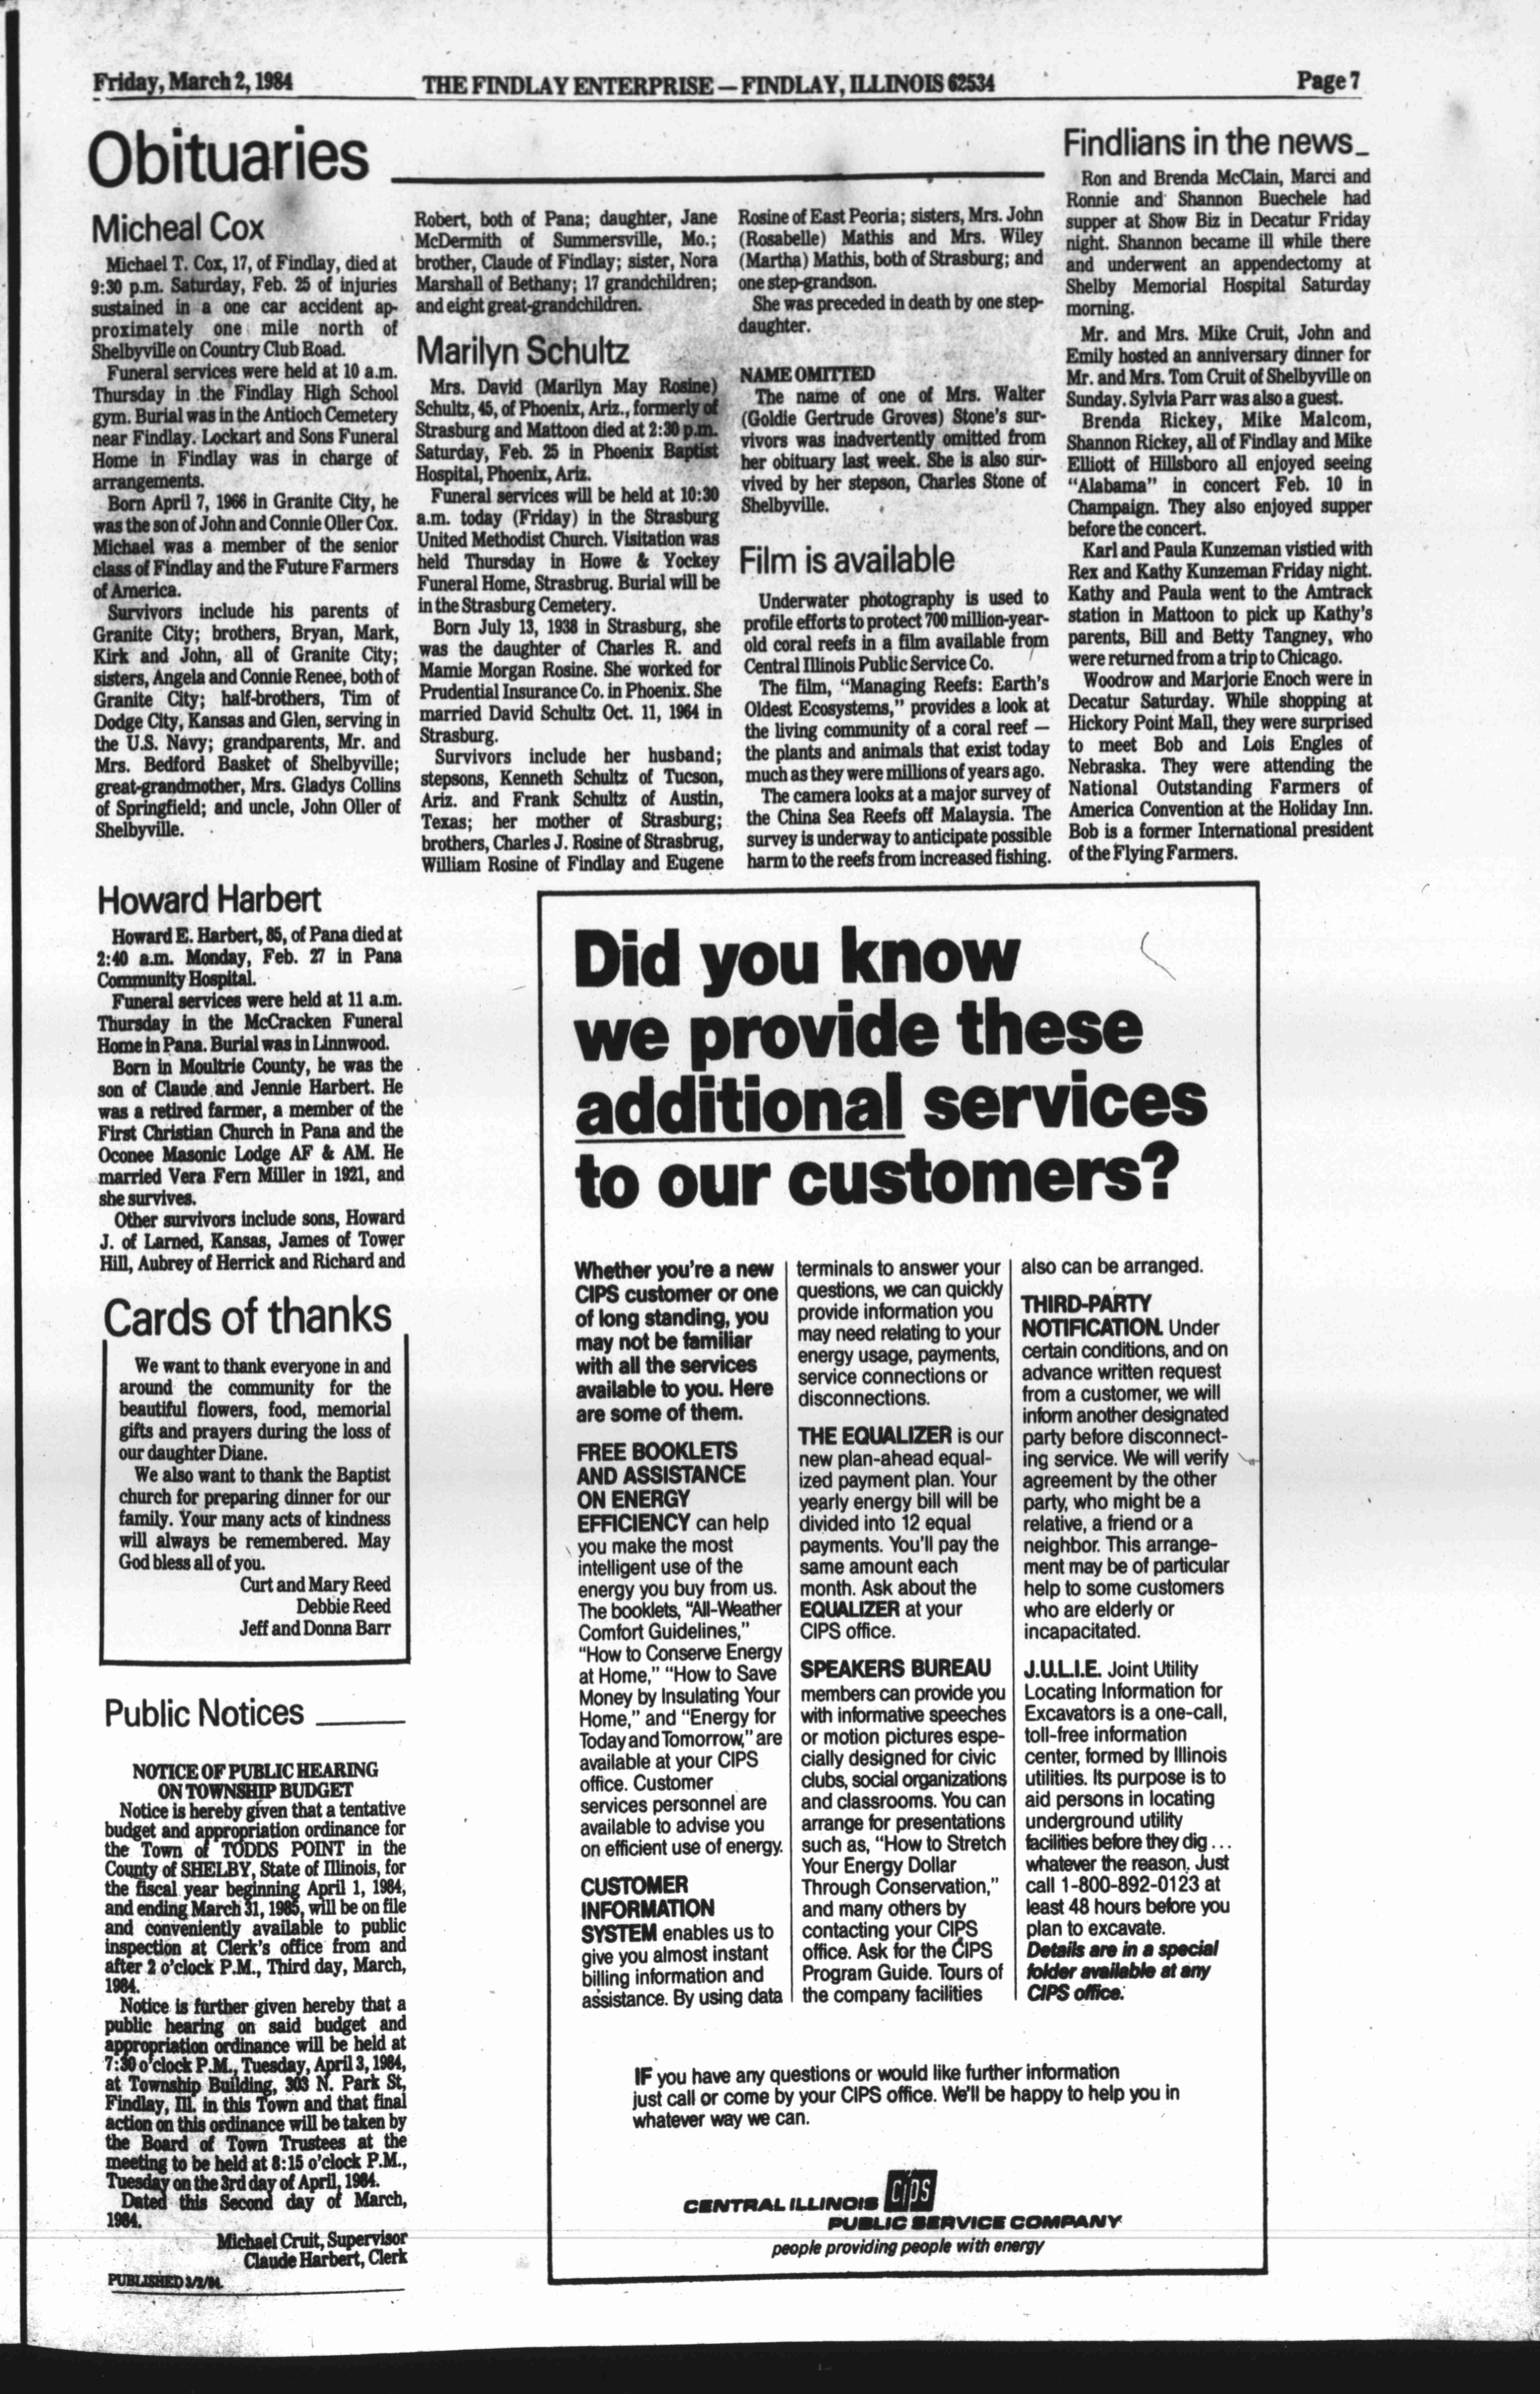 Friday, March 2, 1984
THE FINDLAY ENTERPRISE — FINDLAY, ILLINOIS 62534
Page 7
Obituaries
Micheal Cox
Michael T. Cox, 17, of Findlay, died at
9:30 p.m. Saturday, Feb. 25 of injuries
sustained in a one car accident ap-
proximately one mile north of
Shelbyville on Country Club Road.
Funeral services were held at 10 a.m.
Thursday in the Findlay High School
gym. Burial was in the Antioch Cemetery
near Findlay. Lockart and Sons Funeral
Home in Findlay was in charge of
arrangements.
Born April 7, 1966 in Granite City, he
was the son of John and Connie Oller Cox.
Michael was a member of the senior
class of Findlay and the Future Farmers
of America.
Survivors include his parents of
Granite City; brothers, Bryan, Mark,
Kirk and John, all of Granite City;
sisters, Angela and Connie Renee, both of
Granite City; half-brothers, Tim of
Dodge City, Kansas and Glen, serving in
the U.S. Navy; grandparents, Mr. and
Mrs. Bedford Basket of Shelbyville;
great-grandmother, Mrs. Gladys Collins
of Springfield; and uncle, John Oller of
Shelbyville.
Howard Harbert
Howard E. Harbert, 85, of Pana died at
2:40 a.m. Monday, Feb. 27 in Pana
Community Hospital.
Funeral services were held at 11 a.m.
Thursday in the McCracken Funeral
Home in Pana. Burial was in Linnwood.
Born in Moultrie County, he was the
son of Claude and Jennie Harbert. He
was a retired farmer, a member of the
First Christian Church in Pana and the
Oconee Masonic Lodge AF & AM. He
married Vera Fern Miller in 1921, and
she survives.
Other survivors include sons, Howard
J. of Larned, Kansas, James of Tower
Hill, Aubrey of Herrick and Richard and
Robert, both of Pana; daughter, Jane
McDermith of Summersville, Mo.;
brother, Claude of Findlay; sister, Nora
Marshall of Bethany; 17 grandchildren;
and eight great-grandchildren.
Marilyn Schultz
Mrs. David (Marilyn May Rosine)
Schultz, 45, of Phoenix, Ariz., formerly of
Strasburg and Mattoon died at 2:30 p.m.
Saturday, Feb. 25 in Phoenix Baptist
Hospital, Phoenix, Ariz.
Funeral services will be held at 10:30
a.m. today (Friday) in the Strasburg
United Methodist Church. Visitation was
held Thursday in Howe & Yockey
Funeral Home, Strasbrug. Burial will be
in the Strasburg Cemetery.
Born July 13, 1938 in Strasburg, she
was the daughter of Charles R. and
Mamie Morgan Rosine. She worked for
Prudential Insurance Co. in Phoenix. She
married David Schultz Oct. 11, 1964 in
Strasburg.
Survivors include her husband;
stepsons, Kenneth Schultz of Tucson,
Ariz. and Frank Schultz of Austin,
Texas; her mother of Strasburg;
brothers, Charles J. Rosine of Strasbrug,
William Rosine of Findlay and Eugene
Rosine of East Peoria; sisters, Mrs. John
(Rosabelle) Mathis and Mrs. Wiley
(Martha) Mathis, both of Strasburg; and
one step-grandson.
She was preceded in death by one step-
daughter.
NAME OMITTED
The name of one of Mrs. Walter
(Goldie Gertrude Groves) Stone's sur-
vivors was inadvertently omitted from
her obituary last week. She is also sur-
vived by her stepson, Charles Stone of
Shelbyville.
Film is available
Underwater photography is used to
profile efforts to protect 700 million-year-
old coral reefs in a film available from
Central Illinois Public Service Co.
The film, "Managing Reefs: Earth's
Oldest Ecosystems," provides a look at
the living community of a coral reef —
the plants and animals that exist today
much as they were millions of years ago.
The camera looks at a major survey of
the China Sea Reefs off Malaysia. The
survey is underway to anticipate possible
harm to the reefs from increased fishing.
Findlians in the news
Ron and Brenda McClain, Marci and
Ronnie and Shannon Buechele had
supper at Show Biz in Decatur Friday
night. Shannon became ill while there
and underwent an appendectomy at
Shelby Memorial Hospital Saturday
morning.
Mr. and Mrs. Mike Cruit, John and
Emily hosted an anniversary dinner for
Mr. and Mrs. Tom Cruit of Shelbyville on
Sunday. Sylvia Parr was also a guest.
Brenda Rickey, Mike Malcom,
Shannon Rickey, all of Findlay and Mike
Elliott of Hillsboro all enjoyed seeing
"Alabama" in concert Feb. 10 in
Champaign. They also enjoyed supper
before the concert.
Karl and Paula Kunzeman vistied with
Rex and Kathy Kunzeman Friday night.
Kathy and Paula went to the Amtrack
station in Mattoon to pick up Kathy's
parents, Bill and Betty Tangney, who
were returned from a trip to Chicago.
Woodrow and Marjorie Enoch were in
Decatur Saturday. While shopping at
Hickory Point Mall, they were surprised
to meet Bob and Lois Engles of
Nebraska. They were attending the
National Outstanding Farmers of
America Convention at the Holiday Inn.
Bob is a former International president
of the Flying Farmers.
Cards of thanks
We want to thank everyone in and
around the community for the
beautiful flowers, food, memorial
gifts and prayers during the loss of
our daughter Diane.
We also want to thank the Baptist
church for preparing dinner for our
family. Your many acts of kindness
will always be remembered. May
God bless all of you.
Curt and Mary Reed
Debbie Reed
Jeff and Donna Barr
Public Notices
NOTICE OF PUBLIC HEARING
ON TOWNSHIP BUDGET
Notice is hereby given that a tentative
budget and appropriation ordinance for
the Town of TODDS POINT in the
County of SHELBY, State of Illinois, for
the fiscal year beginning April 1, 1984,
and ending March 31, 1985, will be on file
and conveniently available to public
inspection at Clerk's office from and
after 2 o'clock P.M., Third day, March,
1984.
Notice is further given hereby that a
public hearing on said budget and
appropriation ordinance will be held at
7:30 o'clock P.M., Tuesday, April 3, 1984,
at Township Building, 303 N. Park St,
Findlay, Ill. in this Town and that final
action on this ordinance will be taken by
the Board of Town Trustees at the
meeting to be held at 8:15 o'clock P.M.,
Tuesday on the 3rd day of April, 1984.
Dated this Second day of March,
1984.
Michael Cruit, Supervisor
Claude Harbert, Clerk
PUBLISHED 3/2/84
Did you know
we provide these
additional services
to our customers?
Whether you're a new
CIPS customer or one
of long standing, you
may not be familiar
with all the services
available to you. Here
are some of them.
FREE BOOKLETS
AND ASSISTANCE
ON ENERGY
EFFICIENCY can help
you make the most
intelligent use of the
energy you buy from us.
The booklets, "All-Weather
Comfort Guidelines,"
"How to Conserve Energy
at Home," "How to Save
Money by Insulating Your
Home," and "Energy for
Today and Tomorrow," are
available at your CIPS
office. Customer
services personnel are
available to advise you
on efficient use of energy.
CUSTOMER
INFORMATION
SYSTEM enables us to
give you almost instant
billing information and
assistance. By using data
terminals to answer your
questions, we can quickly
provide information you
may need relating to your
energy usage, payments,
service connections or
disconnections.
THE EQUALIZER is our
new plan-ahead equal-
ized payment plan. Your
yearly energy bill will be
divided into 12 equal
payments. You'll pay the
same amount each
month. Ask about the
EQUALIZER at your
CIPS office.
SPEAKERS BUREAU
members can provide you
with informative speeches
or motion pictures espe-
cially designed for civic
clubs, social organizations
and classrooms. You can
arrange for presentations
such as, "How to Stretch
Your Energy Dollar
Through Conservation,"
and many others by
contacting your CIPS
office. Ask for the CIPS
Program Guide. Tours of
the company facilities
also can be arranged.
THIRD-PARTY
NOTIFICATION. Under
certain conditions, and on
advance written request
from a customer, we will
inform another designated
party before disconnect-
ing service. We will verify
agreement by the other
party, who might be a
relative, a friend or a
neighbor. This arrange-
ment may be of particular
help to some customers
who are elderly or
incapacitated.
J.U.L.I.E. Joint Utility
Locating Information for
Excavators is a one-call,
toll-free information
center, formed by Illinois
utilities. Its purpose is to
aid persons in locating
underground utility
facilities before they dig ...
whatever the reason. Just
call 1-800-892-0123 at
least 48 hours before you
plan to excavate.
Details are in a special
folder available at any
CIPS office.
IF you have any questions or would like further information
just call or come by your CIPS office. We'll be happy to help you in
whatever way we can.
CENTRAL ILLINOIS CIPS
PUBLIC SERVICE COMPANY
people providing people with energy